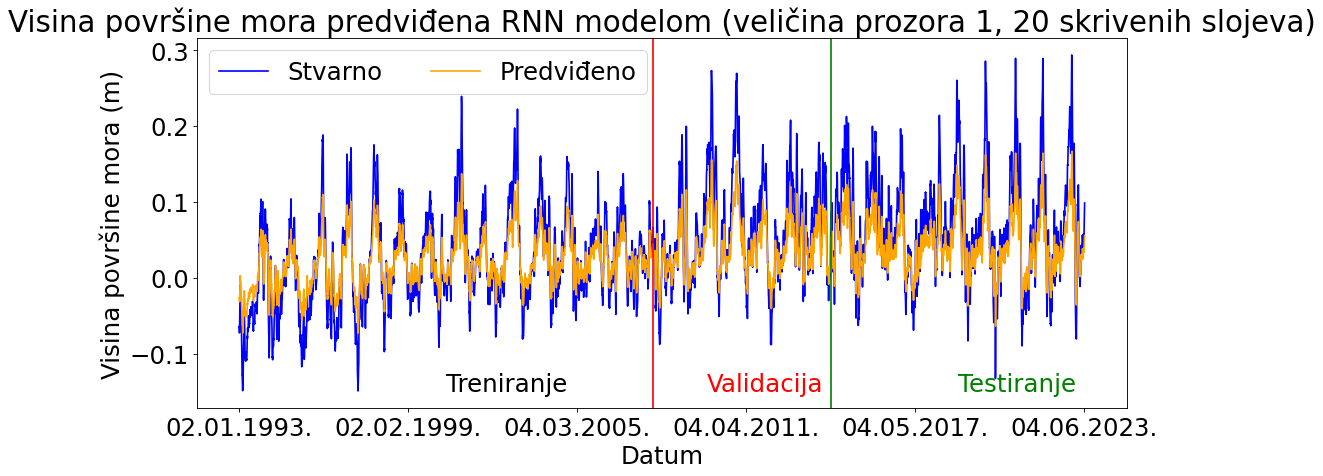 Visina površine mora predviđena RNN modelom (veličina prozora 1, 20 skrivenih slojeva)
Stvarno Predviđeno
Visina površine mora (m)
0.3
0.2
0.1
0.0
−0.1
Treniranje Validacija Testiranje
02.01.1993. 02.02.1999. 04.03.2005. 04.04.2011. 04.05.2017. 04.06.2023.
Datum